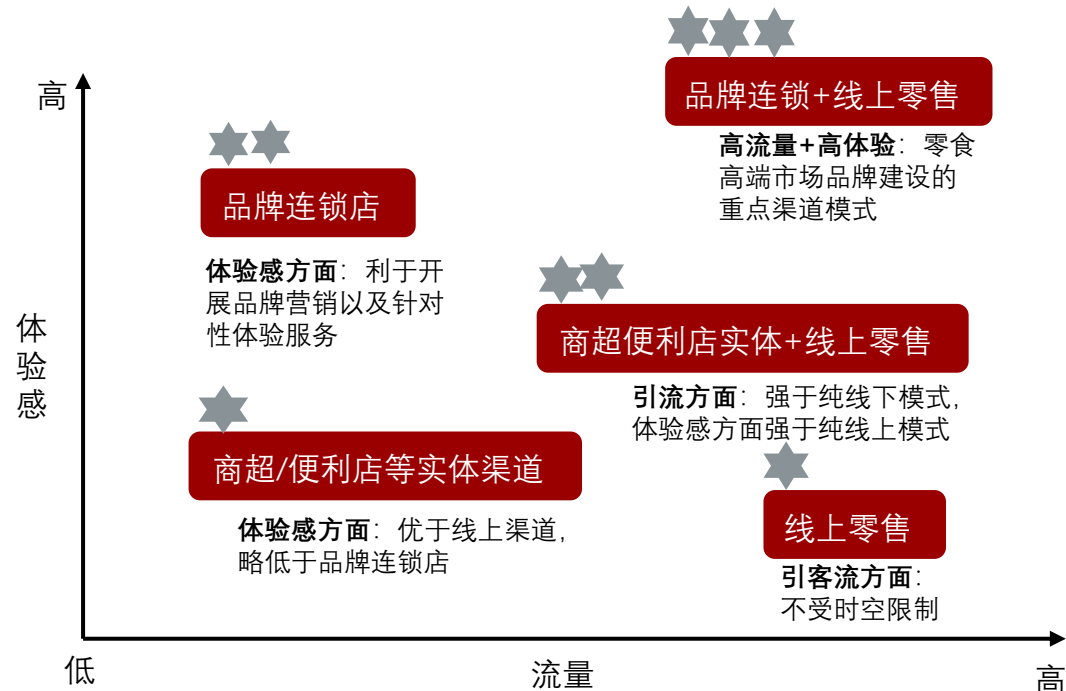 高
品牌连锁+线上零售
高流量+高体验：零食
高端市场品牌建设的
重点渠道模式
品牌连锁店
体验感方面：利于开
展品牌营销以及针对
性体验服务
商超便利店实体+线上零售
引流方面：强于纯线下模式，
体验感方面强于纯线上模式
体
验
感
商超/便利店等实体渠道
体验感方面：优于线上渠道，
略低于品牌连锁店
线上零售
引客流方面：
不受时空限制
低
流量
高